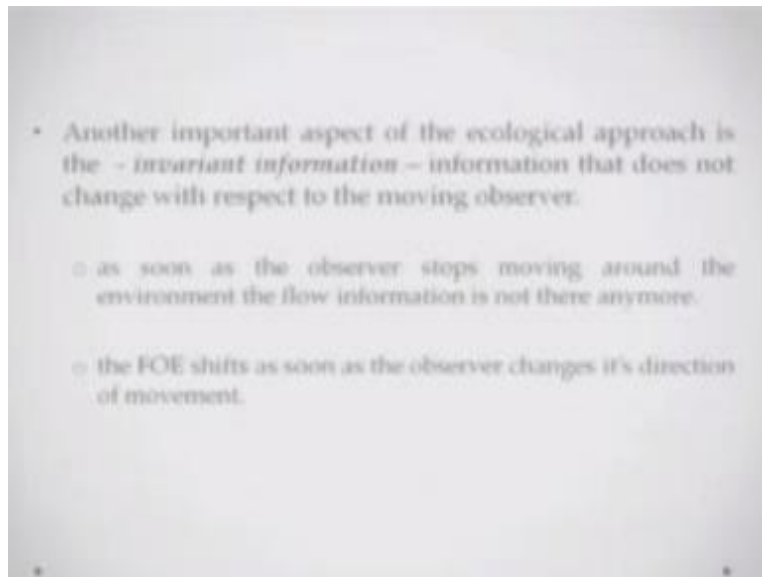 • Another important aspect of the ecological approach is
the - invariant information – information that does not
change with respect to the moving observer.
o as soon as the observer stops moving around the
environment the flow information is not there anymore.
o the FOE shifts as soon as the observer changes it's direction
of movement.